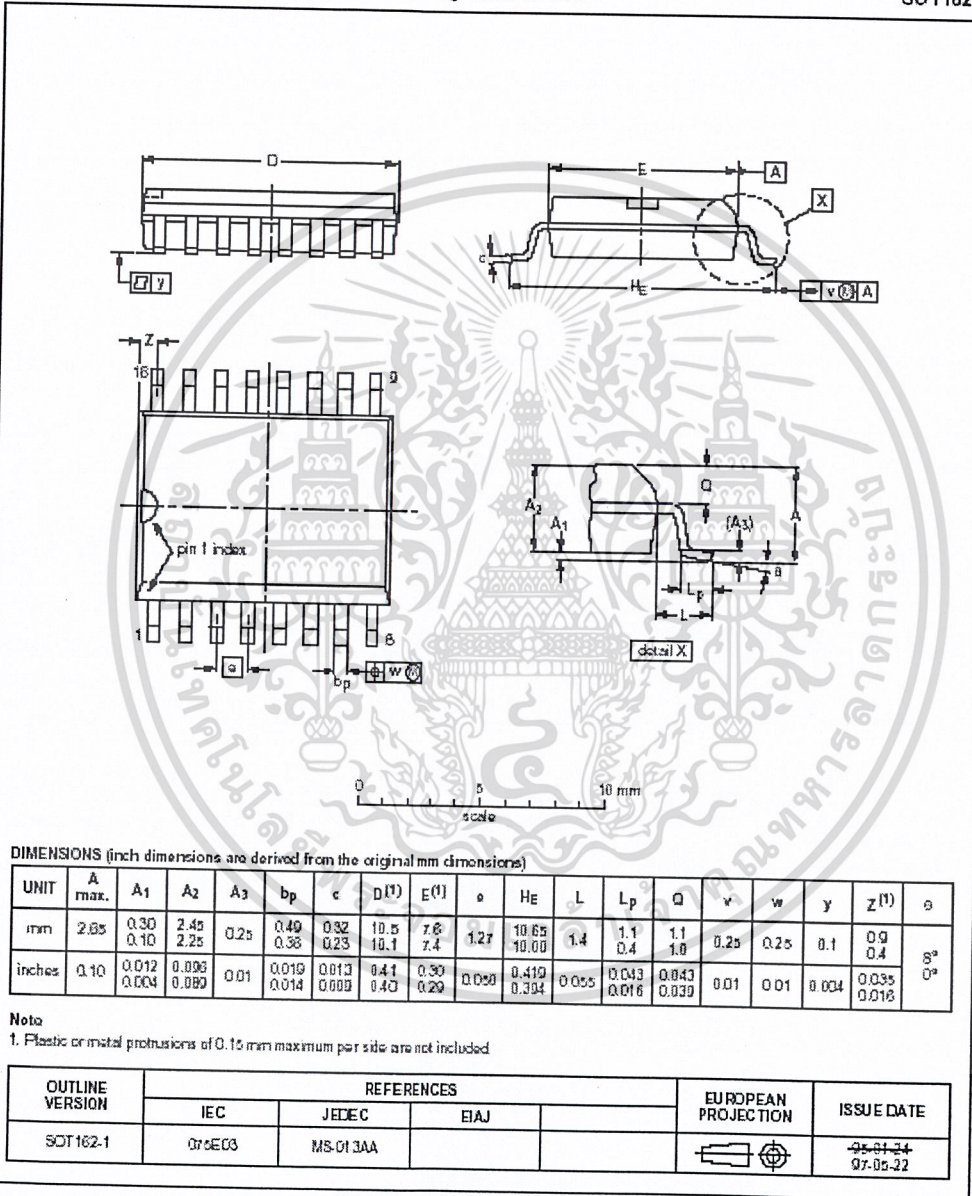 D
E
A
X
y
c
HE
v Ⓜ A
Z
16
9
pin 1 index
1
8
e
bp
w Ⓜ
A2
A1
Q
(A3)
A
θ
Lp
L
detail X
0 5 10 mm
scale
DIMENSIONS (inch dimensions are derived from the original mm dimensions)
UNIT A max. A1 A2 A3 bp c D(1) E(1) e HE L Lp Q v w y Z(1) θ
mm 2.65 0.30 0.10 2.45 2.25 0.25 0.49 0.36 0.32 0.23 10.5 10.1 7.6 7.4 1.27 10.65 10.00 1.4 1.1 0.4 1.1 1.0 0.25 0.25 0.1 0.9 0.4 8° 0°
inches 0.10 0.012 0.004 0.096 0.089 0.01 0.019 0.014 0.013 0.009 0.41 0.40 0.30 0.29 0.050 0.419 0.394 0.055 0.043 0.016 0.043 0.039 0.01 0.01 0.004 0.035 0.016
Note
1. Plastic or metal protrusions of 0.15 mm maximum per side are not included.
OUTLINE VERSION REFERENCES EUROPEAN PROJECTION ISSUE DATE
IEC JEDEC EIAJ
SOT162-1 075E03 MS-013AA 95-01-24 97-05-22